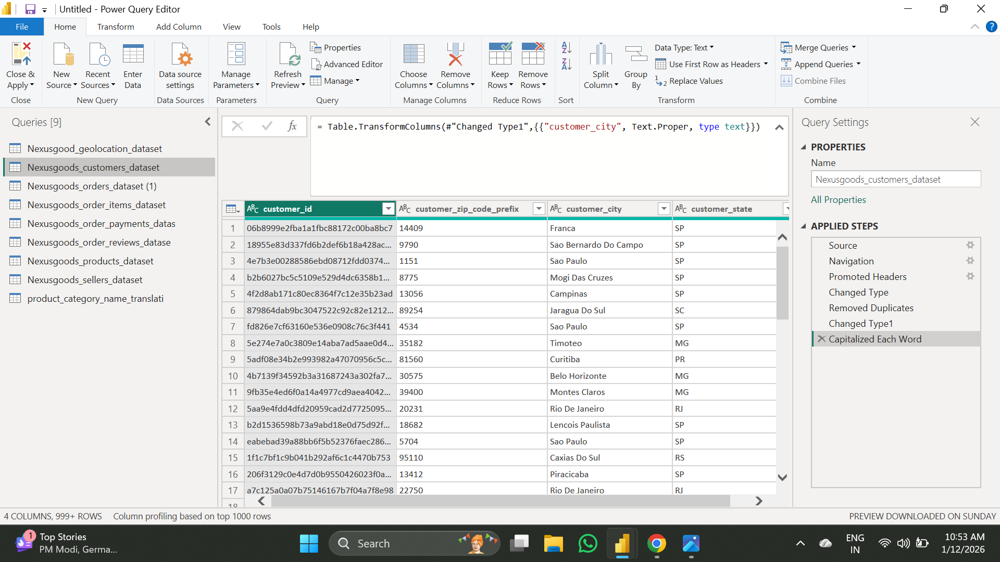 Untitled - Power Query Editor
File Home Transform Add Column View Tools Help
Close & Apply
Close
New Source
Recent Sources
Enter Data
New Query
Data source settings
Data Sources
Manage Parameters
Parameters
Refresh Preview
Properties
Advanced Editor
Manage
Query
Choose Columns
Remove Columns
Manage Columns
Keep Rows
Remove Rows
Reduce Rows
Sort
Split Column
Group By
Data Type: Text
Use First Row as Headers
Replace Values
Transform
Merge Queries
Append Queries
Combine Files
Combine
Queries [9]
Nexusgood_geolocation_dataset
Nexusgoods_customers_dataset
Nexusgoods_orders_dataset (1)
Nexusgoods_order_items_dataset
Nexusgoods_order_payments_datas
Nexusgoods_order_reviews_datase
Nexusgoods_products_dataset
Nexusgoods_sellers_dataset
product_category_name_translati
fx
= Table.TransformColumns(#"Changed Type1",{{"customer_city", Text.Proper, type text}})
customer_id customer_zip_code_prefix customer_city customer_state
1 06b8999e2fba1a1fbc88172c00ba8bc7 14409 Franca SP
2 18955e83d337fd6b2def6b18a428ac... 9790 Sao Bernardo Do Campo SP
3 4e7b3e00288586ebd08712fdd0374... 1151 Sao Paulo SP
4 b2b6027bc5c5109e529d4dc6358b1... 8775 Mogi Das Cruzes SP
5 4f2d8ab171c80ec8364f7c12e35b23ad 13056 Campinas SP
6 879864dab9bc3047522c92c82e1212... 89254 Jaragua Do Sul SC
7 fd826e7cf63160e536e0908c76c3f441 4534 Sao Paulo SP
8 5e274e7a0c3809e14aba7ad5aae0d4... 35182 Timoteo MG
9 5adf08e34b2e993982a47070956c5c... 81560 Curitiba PR
10 4b7139f34592b3a31687243a302fa7... 30575 Belo Horizonte MG
11 9fb35e4ed6f0a14a4977cd9aea4042... 39400 Montes Claros MG
12 5aa9e4fdd4dfd20959cad2d7725095... 20231 Rio De Janeiro RJ
13 b2d1536598b73a9abd18e0d75d92f... 18682 Lencois Paulista SP
14 eabebad39a88bb6f5b52376faec286... 5704 Sao Paulo SP
15 1f1c7bf1c9b041b292af6c1c4470b753 95110 Caxias Do Sul RS
16 206f3129c0e4d7d0b9550426023f0a... 13412 Piracicaba SP
17 a7c125a0a07b75146167b7f04a7f8e98 22750 Rio De Janeiro RJ
18
Query Settings
PROPERTIES
Name
Nexusgoods_customers_dataset
All Properties
APPLIED STEPS
Source
Navigation
Promoted Headers
Changed Type
Removed Duplicates
Changed Type1
Capitalized Each Word
4 COLUMNS, 999+ ROWS Column profiling based on top 1000 rows PREVIEW DOWNLOADED ON SUNDAY
1
Top Stories
PM Modi, Germa...
Search
ENG
IN
10:53 AM
1/12/2026